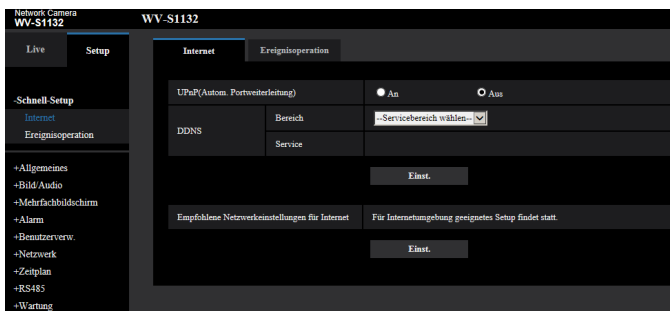 Network Camera
WV-S1132
WV-S1132
Live
Setup
Internet
Ereignisoperation
-Schnell-Setup
Internet
Ereignisoperation
+Allgemeines
+Bild/Audio
+Mehrfachbildschirm
+Alarm
+Benutzerverw.
+Netzwerk
+Zeitplan
+RS485
+Wartung
UPnP(Autom. Portweiterleitung)
An
Aus
DDNS
Bereich
--Servicebereich wählen--
Service
Einst.
Empfohlene Netzwerkeinstellungen für Internet
Für Internetumgebung geeignetes Setup findet statt.
Einst.